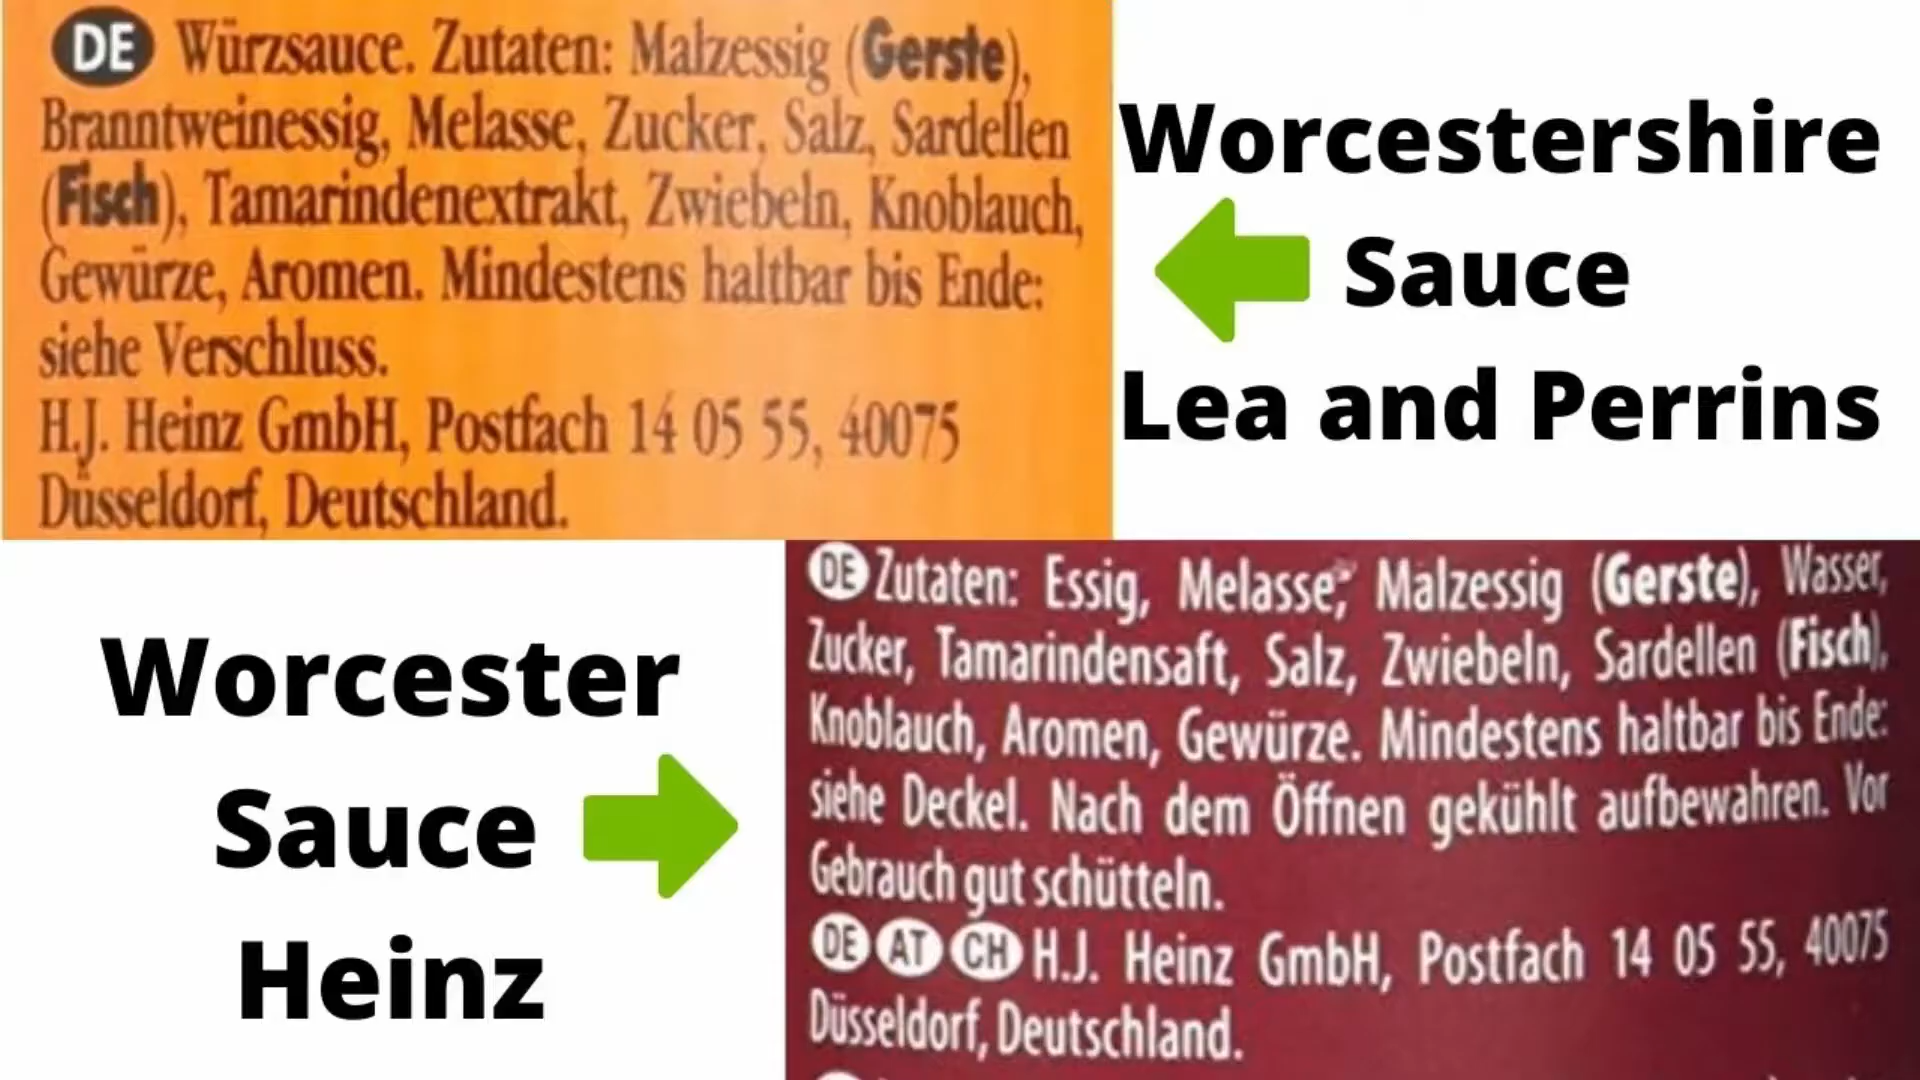 DE Würzsauce. Zutaten: Malzessig (Gerste),
Branntweinessig, Melasse, Zucker, Salz, Sardellen
(Fisch), Tamarindenextrakt, Zwiebeln, Knoblauch,
Gewürze, Aromen. Mindestens haltbar bis Ende:
siehe Verschluss.
H.J. Heinz GmbH, Postfach 14 05 55, 40075
Düsseldorf, Deutschland.
Worcestershire
Sauce
Lea and Perrins
Worcester
Sauce
Heinz
DE Zutaten: Essig, Melasse, Malzessig (Gerste), Wasser,
Zucker, Tamarindensaft, Salz, Zwiebeln, Sardellen (Fisch),
Knoblauch, Aromen, Gewürze. Mindestens haltbar bis Ende:
siehe Deckel. Nach dem Öffnen gekühlt aufbewahren. Vor
Gebrauch gut schütteln.
DE AT CH H.J. Heinz GmbH, Postfach 14 05 55, 40075
Düsseldorf, Deutschland.